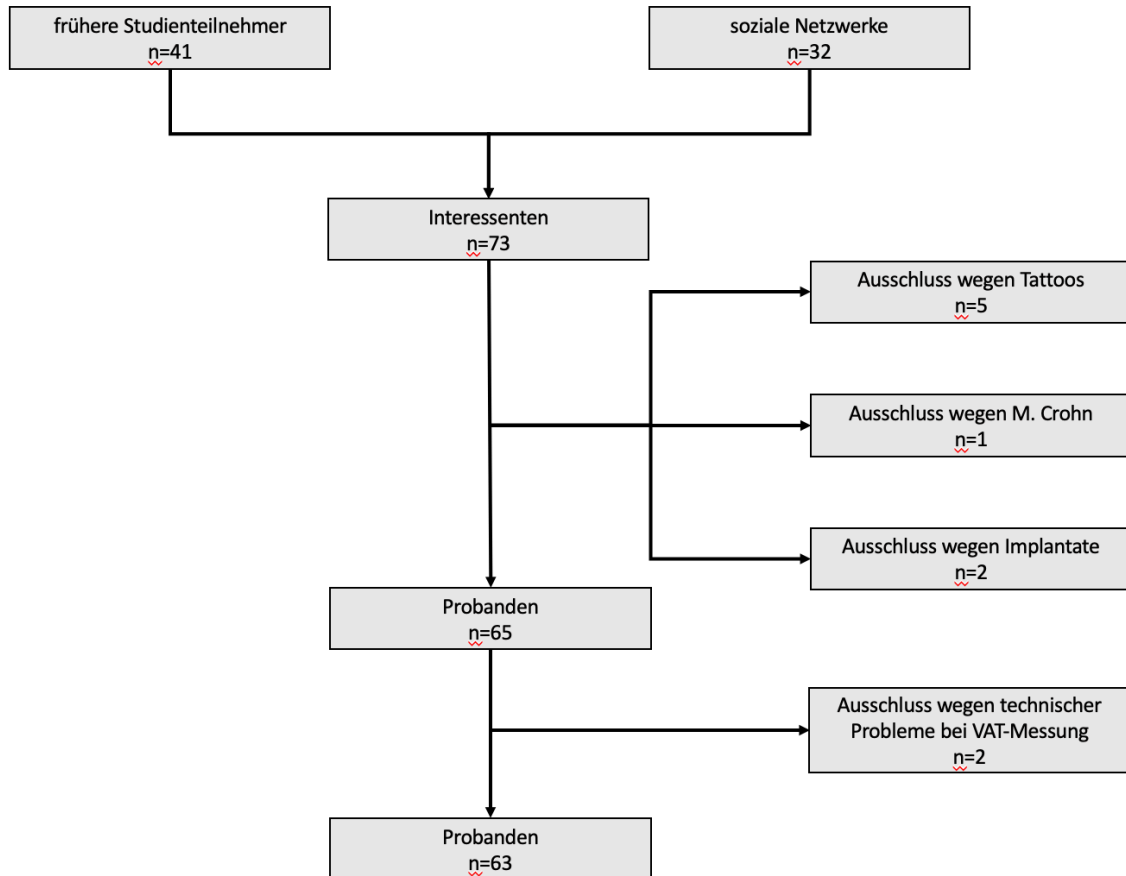 frühere Studienteilnehmer
n=41
soziale Netzwerke
n=32
Interessenten
n=73
Ausschluss wegen Tattoos
n=5
Ausschluss wegen M. Crohn
n=1
Ausschluss wegen Implantate
n=2
Probanden
n=65
Ausschluss wegen technischer
Probleme bei VAT-Messung
n=2
Probanden
n=63